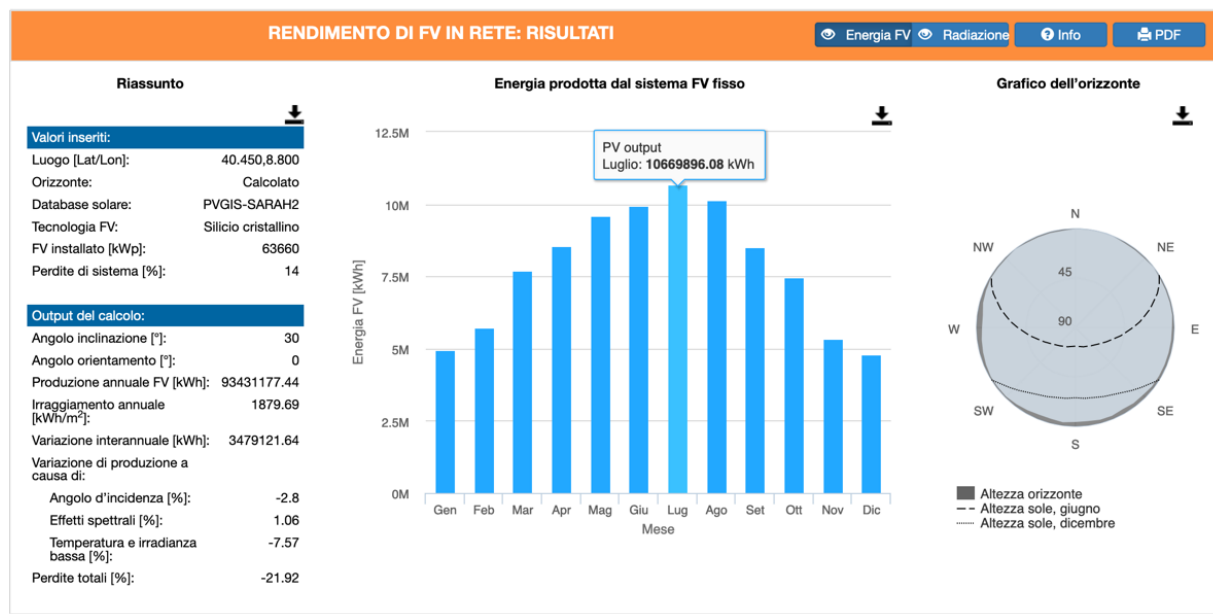 RENDIMENTO DI FV IN RETE: RISULTATI
Energia FV
Radiazione
Info
PDF
Riassunto
Valori inseriti:
Luogo [Lat/Lon]: 40.450,8.800
Orizzonte: Calcolato
Database solare: PVGIS-SARAH2
Tecnologia FV: Silicio cristallino
FV installato [kWp]: 63660
Perdite di sistema [%]: 14
Output del calcolo:
Angolo inclinazione [°]: 30
Angolo orientamento [°]: 0
Produzione annuale FV [kWh]: 93431177.44
Irraggiamento annuale 1879.69
[kWh/m²]:
Variazione interannuale [kWh]: 3479121.64
Variazione di produzione a
causa di:
Angolo d'incidenza [%]: -2.8
Effetti spettrali [%]: 1.06
Temperatura e irradianza -7.57
bassa [%]:
Perdite totali [%]: -21.92
Energia prodotta dal sistema FV fisso
12.5M
10M
7.5M
5M
2.5M
0M
Energia FV [kWh]
PV output
Luglio: 10669896.08 kWh
Gen Feb Mar Apr Mag Giu Lug Ago Set Ott Nov Dic
Mese
Grafico dell'orizzonte
N
NW NE
45
90
W E
SW SE
S
Altezza orizzonte
Altezza sole, giugno
Altezza sole, dicembre